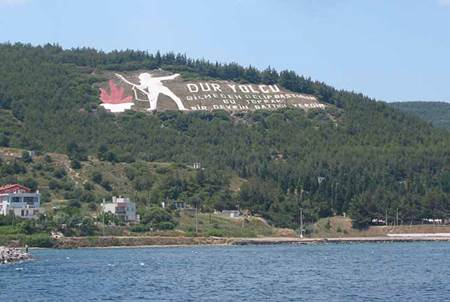 DUR YOLCU
BİLMEDEN GELİP BASTIĞIN
BU TOPRAK
BİR DEVRİN BATTIĞI YERDİR